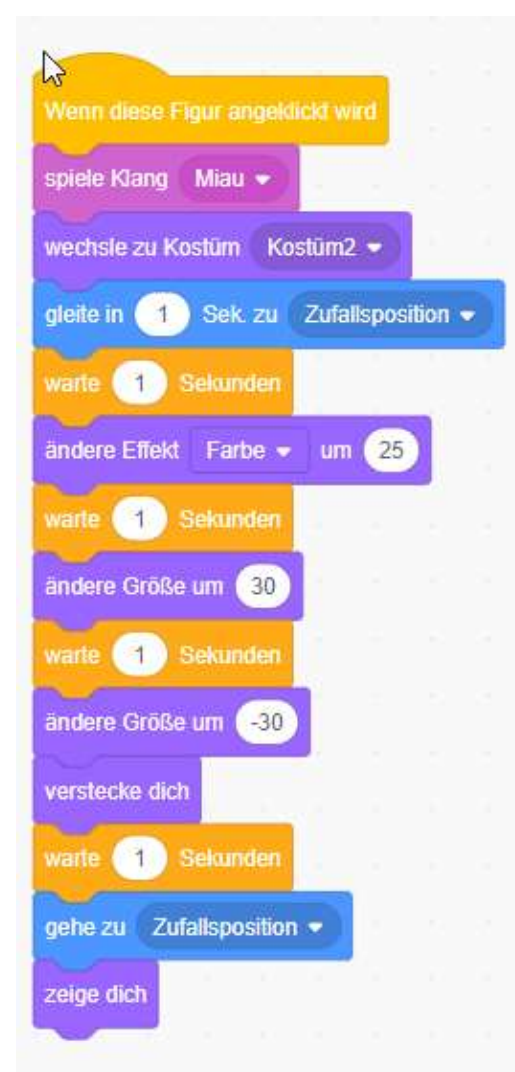 Wenn diese Figur angeklickt wird
spiele Klang Miau
wechsle zu Kostüm Kostüm2
gleite in 1 Sek. zu Zufallsposition
warte 1 Sekunden
ändere Effekt Farbe um 25
warte 1 Sekunden
ändere Größe um 30
warte 1 Sekunden
ändere Größe um -30
verstecke dich
warte 1 Sekunden
gehe zu Zufallsposition
zeige dich